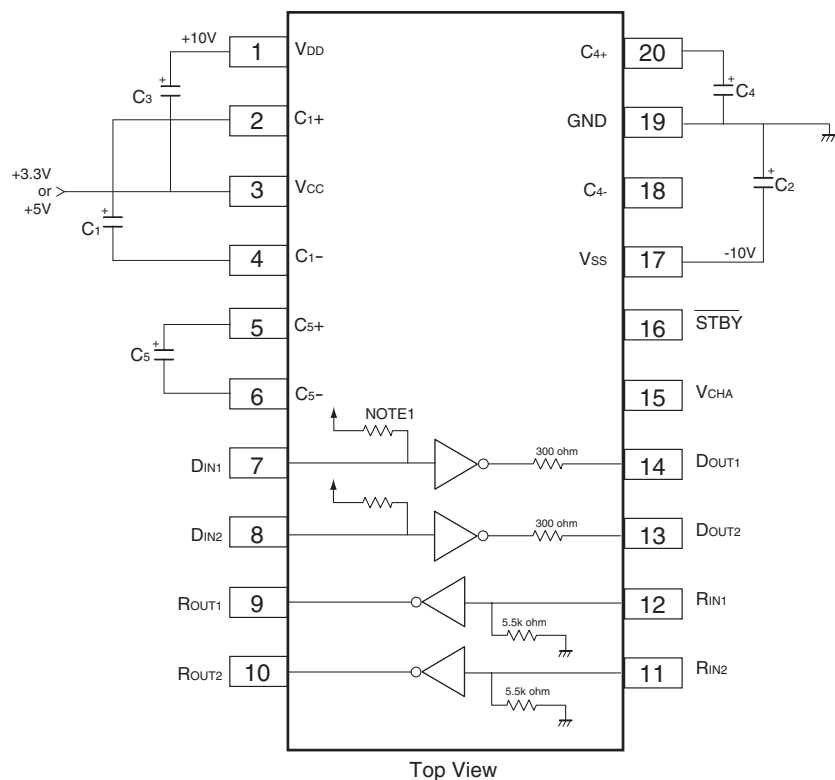 +10V
1
VDD
C4+
20
C3
+
+
C4
2
C1+
GND
19
+3.3V
or
+5V
3
VCC
C4-
18
+
C2
+
C1
4
C1−
VSS
17
-10V
5
C5+
STBY
16
+
C5
6
C5−
VCHA
15
NOTE1
DIN1
7
300 ohm
14
DOUT1
DIN2
8
300 ohm
13
DOUT2
ROUT1
9
5.5k ohm
12
RIN1
ROUT2
10
5.5k ohm
11
RIN2
Top View